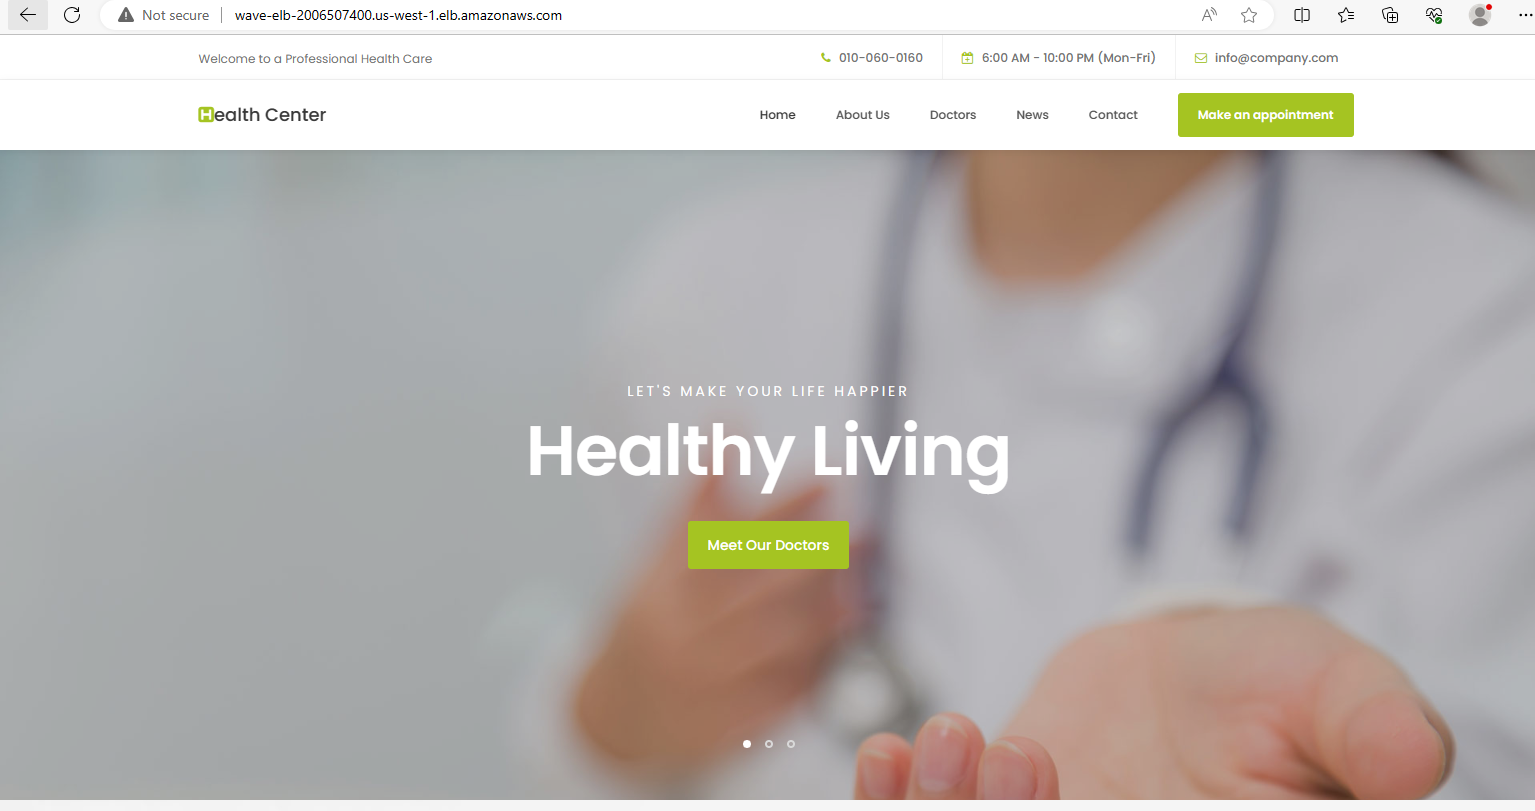 Not secure | wave-elb-2006507400.us-west-1.elb.amazonaws.com
Welcome to a Professional Health Care
010-060-0160
6:00 AM - 10:00 PM (Mon-Fri)
info@company.com
Health Center
Home
About Us
Doctors
News
Contact
Make an appointment
LET'S MAKE YOUR LIFE HAPPIER
Healthy Living
Meet Our Doctors